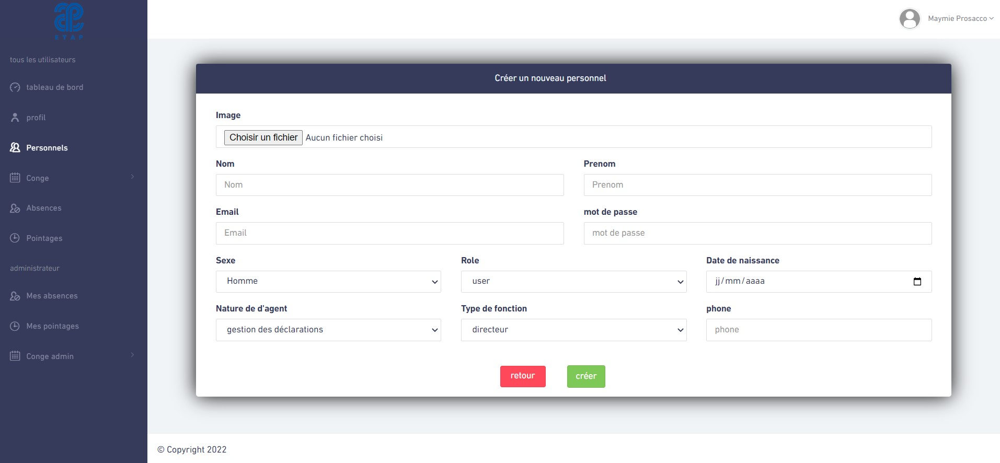 ETAP
Maymie Prosacco
tous les utilisateurs
tableau de bord
profil
Personnels
Conge
Absences
Pointages
administrateur
Mes absences
Mes pointages
Conge admin
Créer un nouveau personnel
Image
Choisir un fichier Aucun fichier choisi
Nom Prenom
Nom Prenom
Email mot de passe
Email mot de passe
Sexe Role Date de naissance
Homme user jj/mm/aaaa
Nature de d'agent Type de fonction phone
gestion des déclarations directeur phone
retour créer
© Copyright 2022